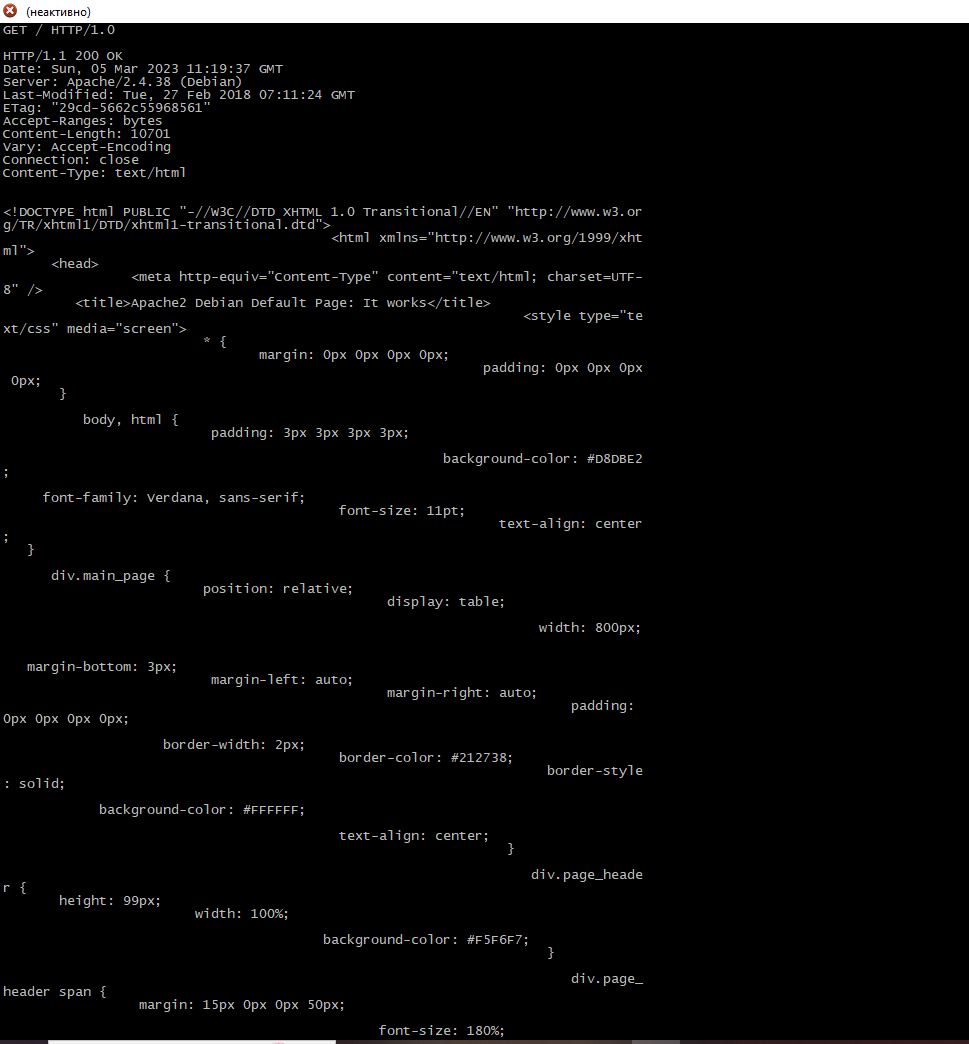 (неактивно)
GET / HTTP/1.0
HTTP/1.1 200 OK
Date: Sun, 05 Mar 2023 11:19:37 GMT
Server: Apache/2.4.38 (Debian)
Last-Modified: Tue, 27 Feb 2018 07:11:24 GMT
ETag: "29cd-5662c55968561"
Accept-Ranges: bytes
Content-Length: 10701
Vary: Accept-Encoding
Connection: close
Content-Type: text/html
<!DOCTYPE html PUBLIC "-//W3C//DTD XHTML 1.0 Transitional//EN" "http://www.w3.or
g/TR/xhtml1/DTD/xhtml1-transitional.dtd">
<html xmlns="http://www.w3.org/1999/xht
ml">
<head>
<meta http-equiv="Content-Type" content="text/html; charset=UTF-
8" />
<title>Apache2 Debian Default Page: It works</title>
<style type="te
xt/css" media="screen">
* {
margin: 0px 0px 0px 0px;
padding: 0px 0px 0px
0px;
}
body, html {
padding: 3px 3px 3px 3px;
background-color: #D8DBE2
;
font-family: Verdana, sans-serif;
font-size: 11pt;
text-align: center
;
}
div.main_page {
position: relative;
display: table;
width: 800px;
margin-bottom: 3px;
margin-left: auto;
margin-right: auto;
padding:
0px 0px 0px 0px;
border-width: 2px;
border-color: #212738;
border-style
: solid;
background-color: #FFFFFF;
text-align: center;
}
div.page_heade
r {
height: 99px;
width: 100%;
background-color: #F5F6F7;
}
div.page_
header span {
margin: 15px 0px 0px 50px;
font-size: 180%;